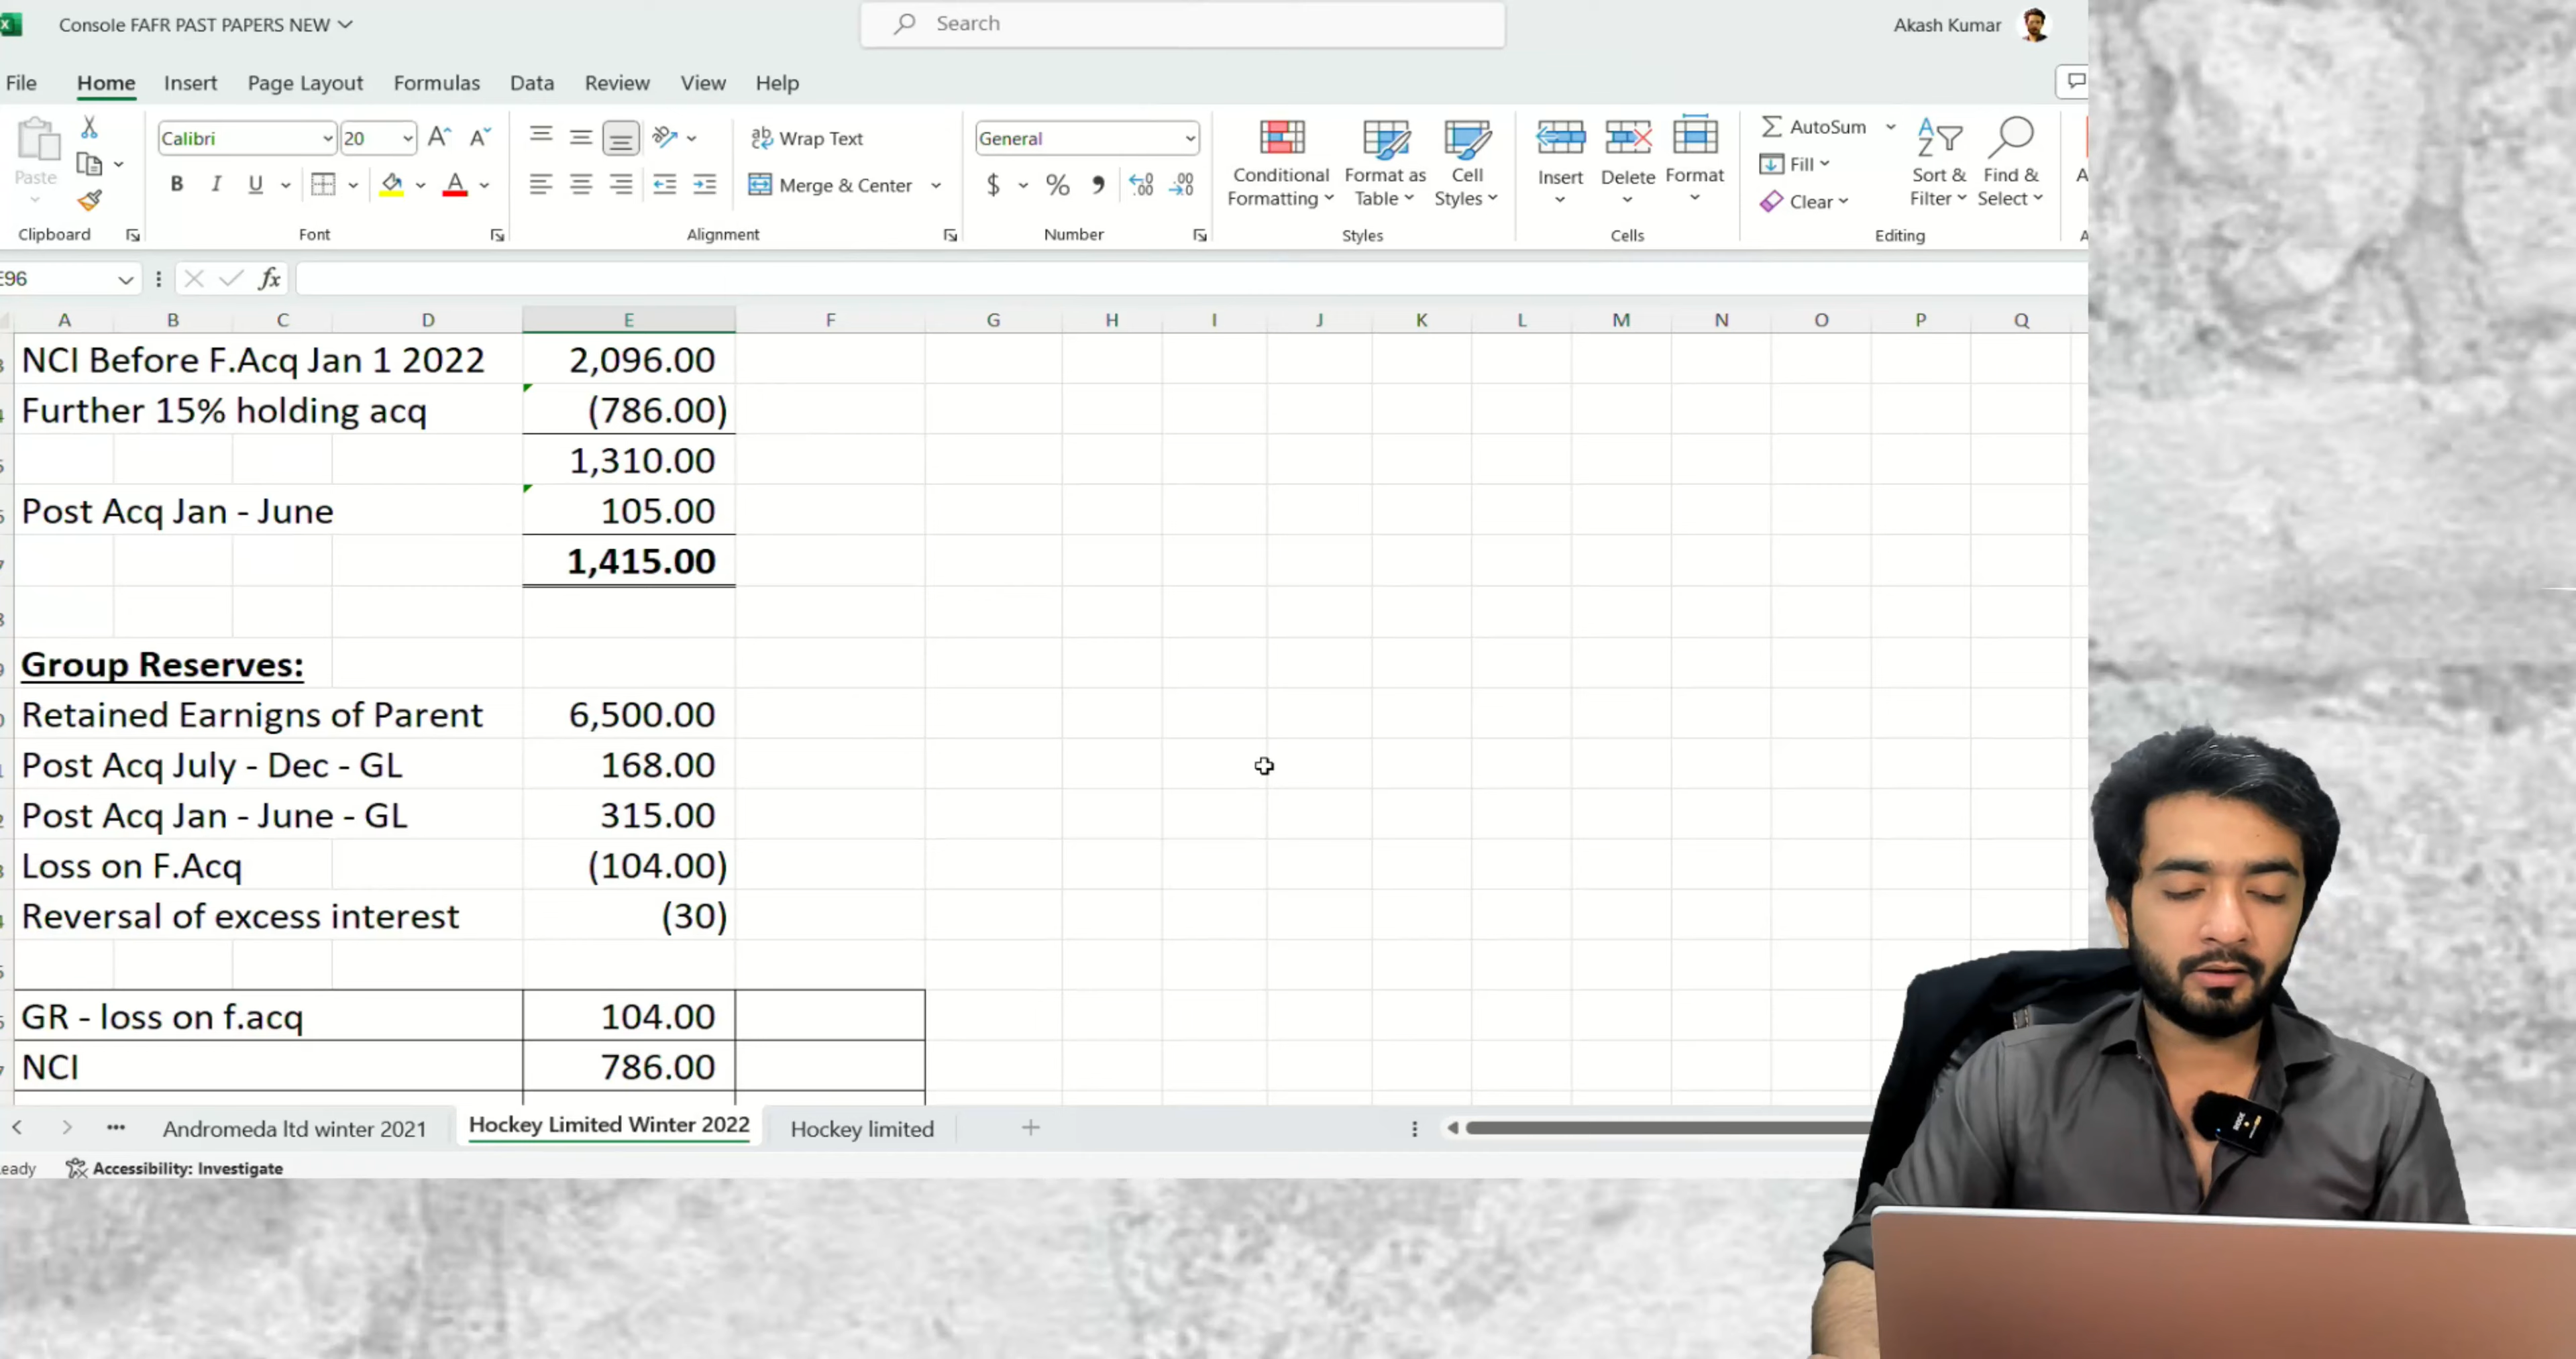 Console FAFR PAST PAPERS NEW
Search
Akash Kumar
File Home Insert Page Layout Formulas Data Review View Help
Calibri 20
Wrap Text
General
AutoSum
Paste
B I U
Merge & Center
$ %
Conditional Formatting
Format as Table
Cell Styles
Insert
Delete
Format
Fill
Clear
Sort & Filter
Find & Select
Clipboard Font Alignment Number Styles Cells Editing
E96
fx
A B C D E F G H I J K L M N O P Q
NCI Before F.Acq Jan 1 2022 2,096.00
Further 15% holding acq (786.00)
1,310.00
Post Acq Jan - June 105.00
1,415.00
Group Reserves:
Retained Earnigns of Parent 6,500.00
Post Acq July - Dec - GL 168.00
Post Acq Jan - June - GL 315.00
Loss on F.Acq (104.00)
Reversal of excess interest (30)
GR - loss on f.acq 104.00
NCI 786.00
Andromeda ltd winter 2021 Hockey Limited Winter 2022 Hockey limited
eady Accessibility: Investigate